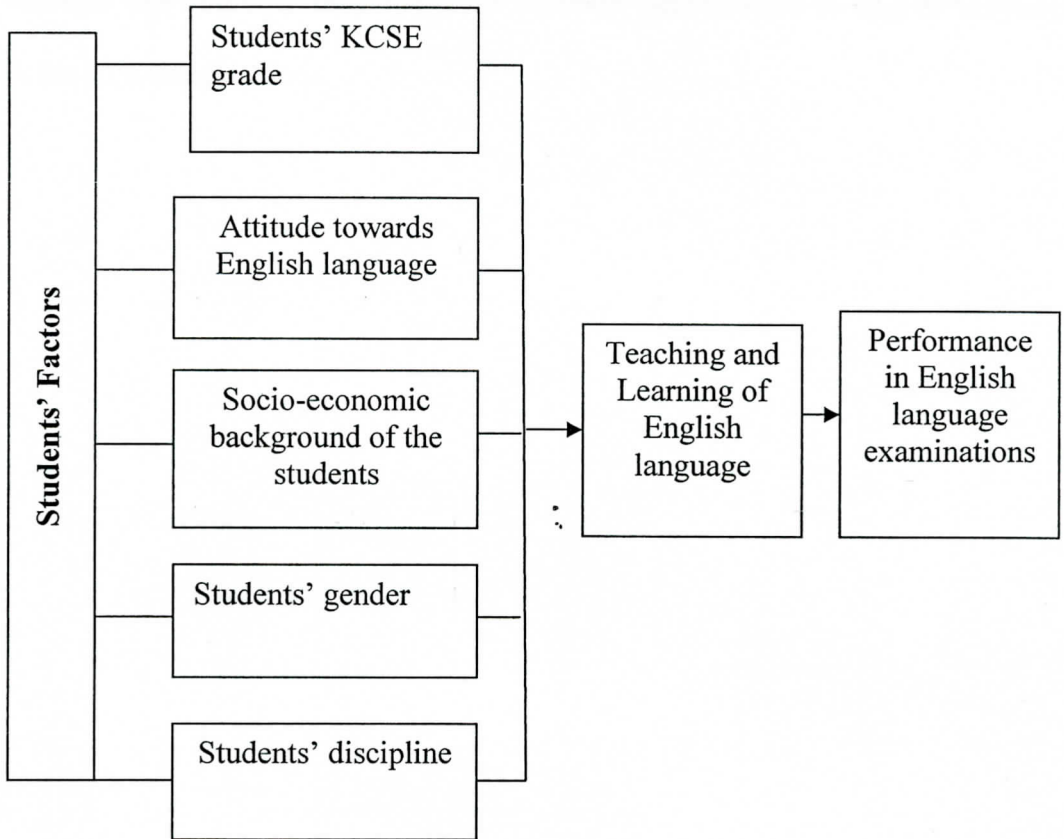 Students' Factors
Students' KCSE
grade
Attitude towards
English language
Socio-economic
background of the
students
Students' gender
Students' discipline
Teaching and
Learning of
English
language
Performance
in English
language
examinations